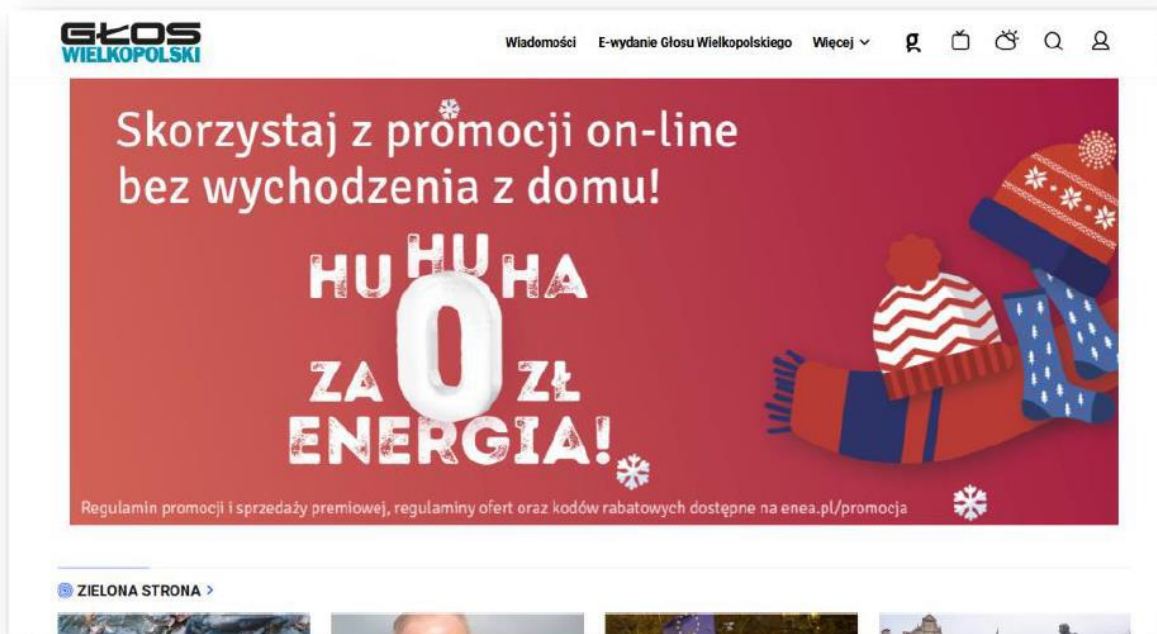 GŁOS
WIELKOPOLSKI
Wiadomości E-wydanie Głosu Wielkopolskiego Więcej
g
Skorzystaj z promocji on-line
bez wychodzenia z domu!
HU HU HA
ZA 0 ZŁ
ENERGIA!
Regulamin promocji i sprzedaży premiowej, regulaminy ofert oraz kodów rabatowych dostępne na enea.pl/promocja
ZIELONA STRONA >